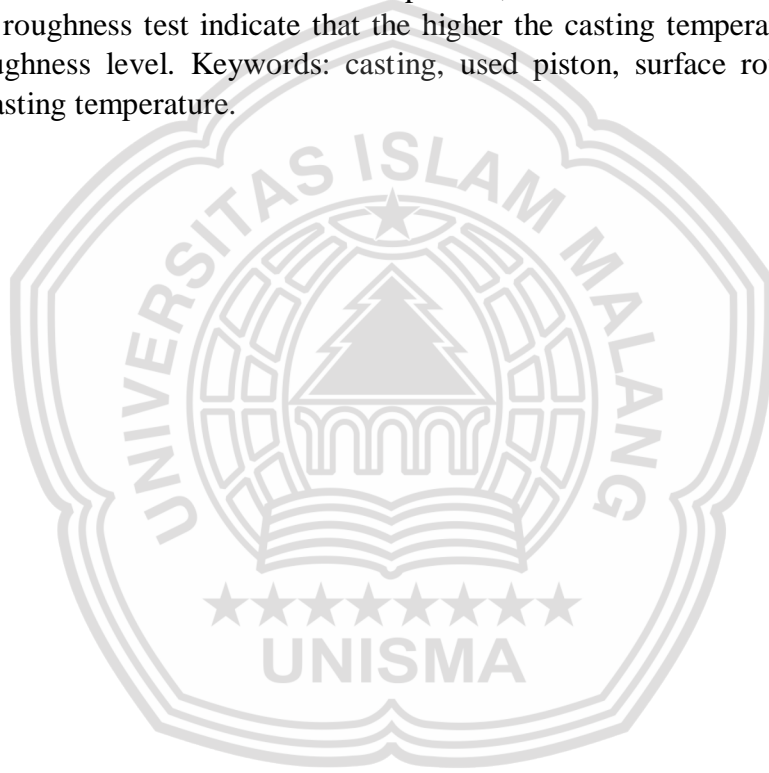 roughness test indicate that the higher the casting tempera
ughness level. Keywords: casting, used piston, surface ro
asting temperature.
UNIVERSITAS ISLAM MALANG
UNISMA